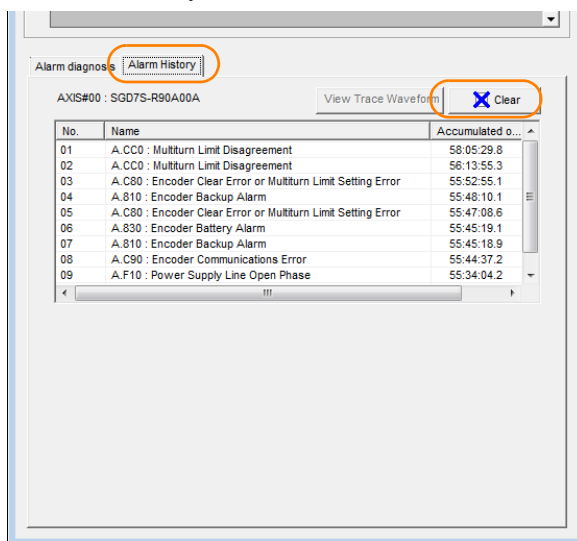 Alarm diagnosis Alarm History
AXIS#00 : SGD7S-R90A00A View Trace Waveform Clear
No. Name Accumulated o...
01 A.CC0 : Multiturn Limit Disagreement 58:05:29.8
02 A.CC0 : Multiturn Limit Disagreement 56:13:55.3
03 A.C80 : Encoder Clear Error or Multiturn Limit Setting Error 55:52:55.1
04 A.810 : Encoder Backup Alarm 55:48:10.1
05 A.C80 : Encoder Clear Error or Multiturn Limit Setting Error 55:47:08.6
06 A.830 : Encoder Battery Alarm 55:45:19.1
07 A.810 : Encoder Backup Alarm 55:45:18.9
08 A.C90 : Encoder Communications Error 55:44:37.2
09 A.F10 : Power Supply Line Open Phase 55:34:04.2